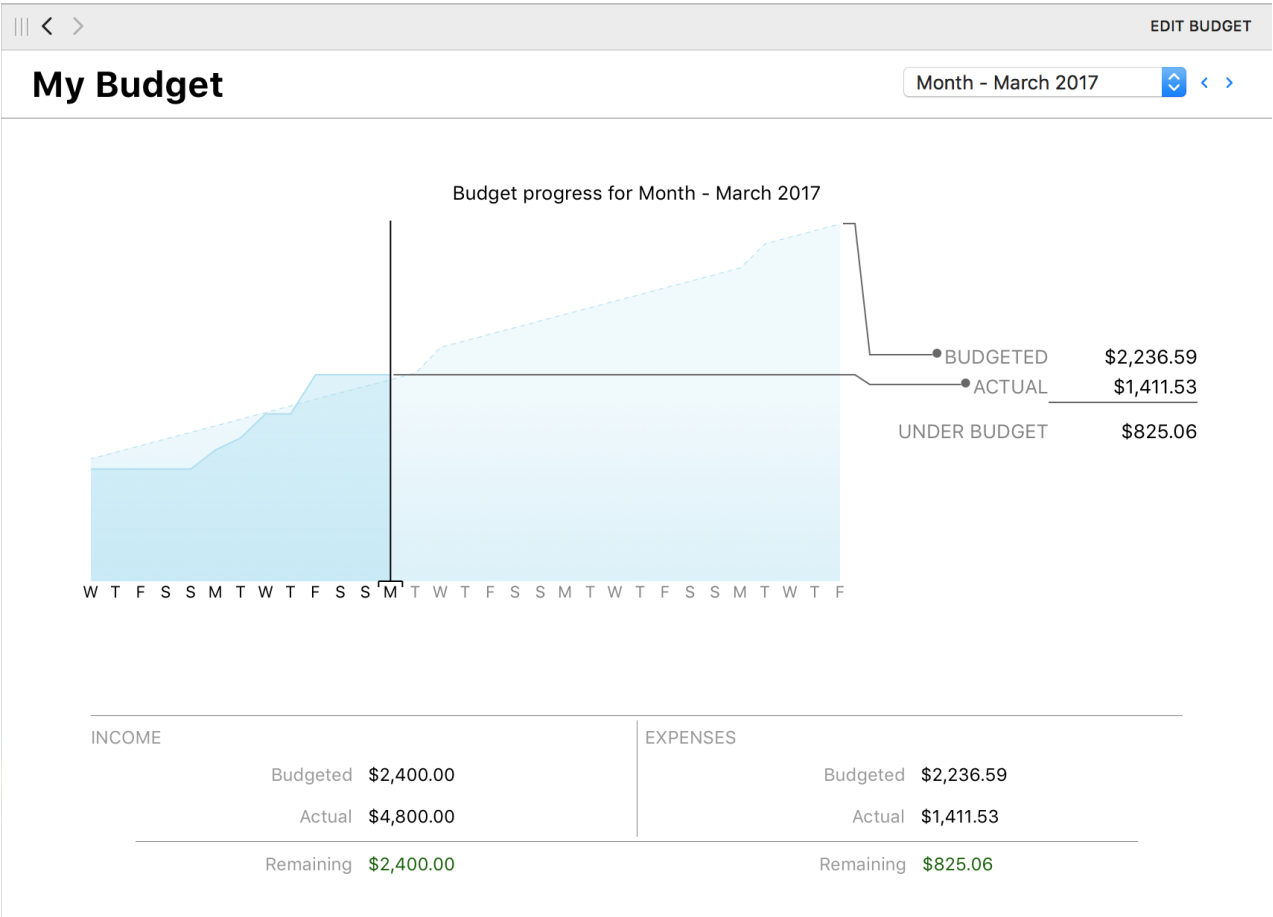 EDIT BUDGET
My Budget
Month - March 2017
Budget progress for Month - March 2017
BUDGETED $2,236.59
ACTUAL $1,411.53
UNDER BUDGET $825.06
W T F S S M T W T F S S M T W T F S S M T W T F S S M T W T F
INCOME
Budgeted $2,400.00
Actual $4,800.00
Remaining $2,400.00
EXPENSES
Budgeted $2,236.59
Actual $1,411.53
Remaining $825.06